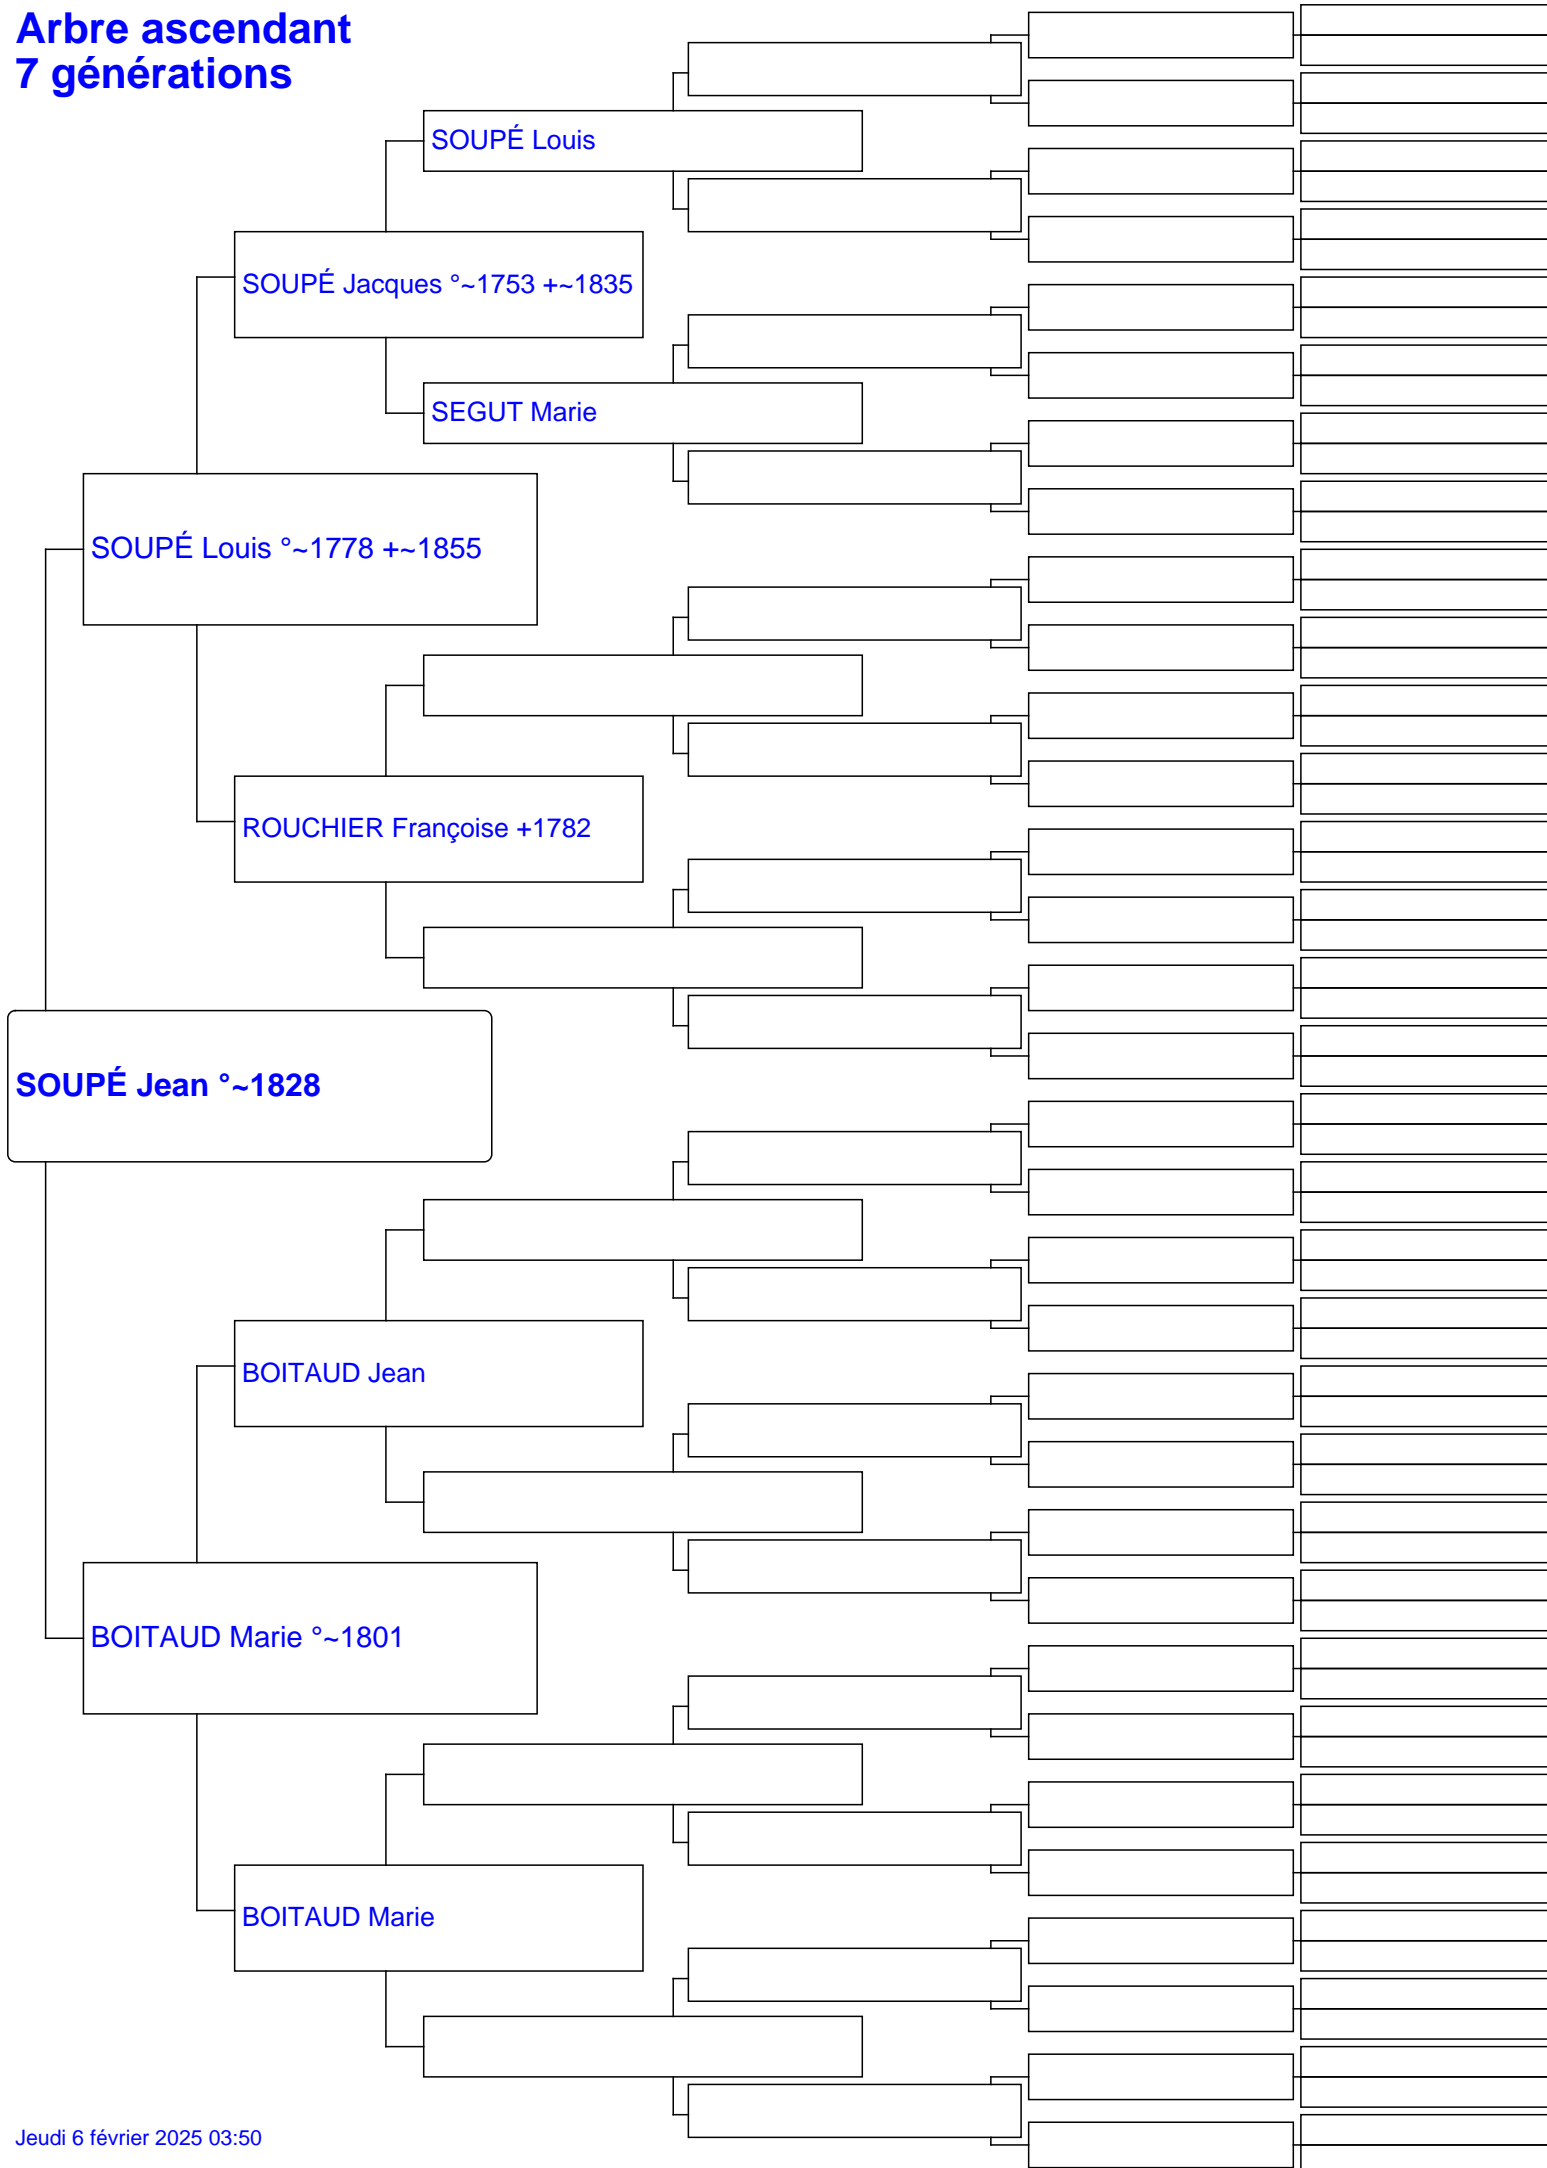 Arbre ascendant
7 générations
SOUPÉ Louis
SOUPÉ Jacques °~1753 +~1835
SEGUT Marie
SOUPÉ Louis °~1778 +~1855
ROUCHIER Françoise +1782
SOUPÉ Jean °~1828
BOITAUD Jean
BOITAUD Marie °~1801
BOITAUD Marie
Jeudi 6 février 2025 03:50